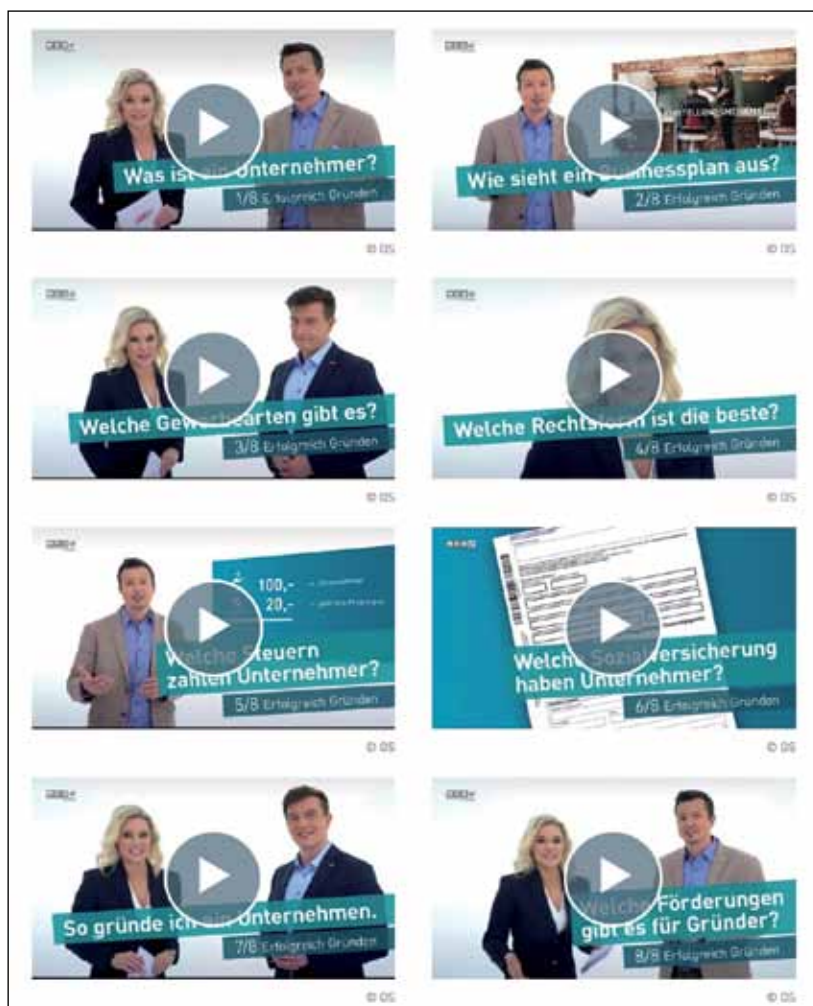 Was ist ein Unternehmer?
1/8 Erfolgreich Gründen
© DS
Wie sieht ein Businessplan aus?
2/8 Erfolgreich Gründen
© DS
Welche Gewerbearten gibt es?
3/8 Erfolgreich Gründen
© DS
Welche Rechtsform ist die beste?
4/8 Erfolgreich Gründen
© DS
100,-
20,-
Welche Steuern
zahlen Unternehmer?
5/8 Erfolgreich Gründen
© DS
Welche Sozialversicherung
haben Unternehmer?
6/8 Erfolgreich Gründen
© DS
So gründe ich ein Unternehmen.
7/8 Erfolgreich Gründen
© DS
Welche Förderungen
gibt es für Gründer?
8/8 Erfolgreich Gründen
© DS